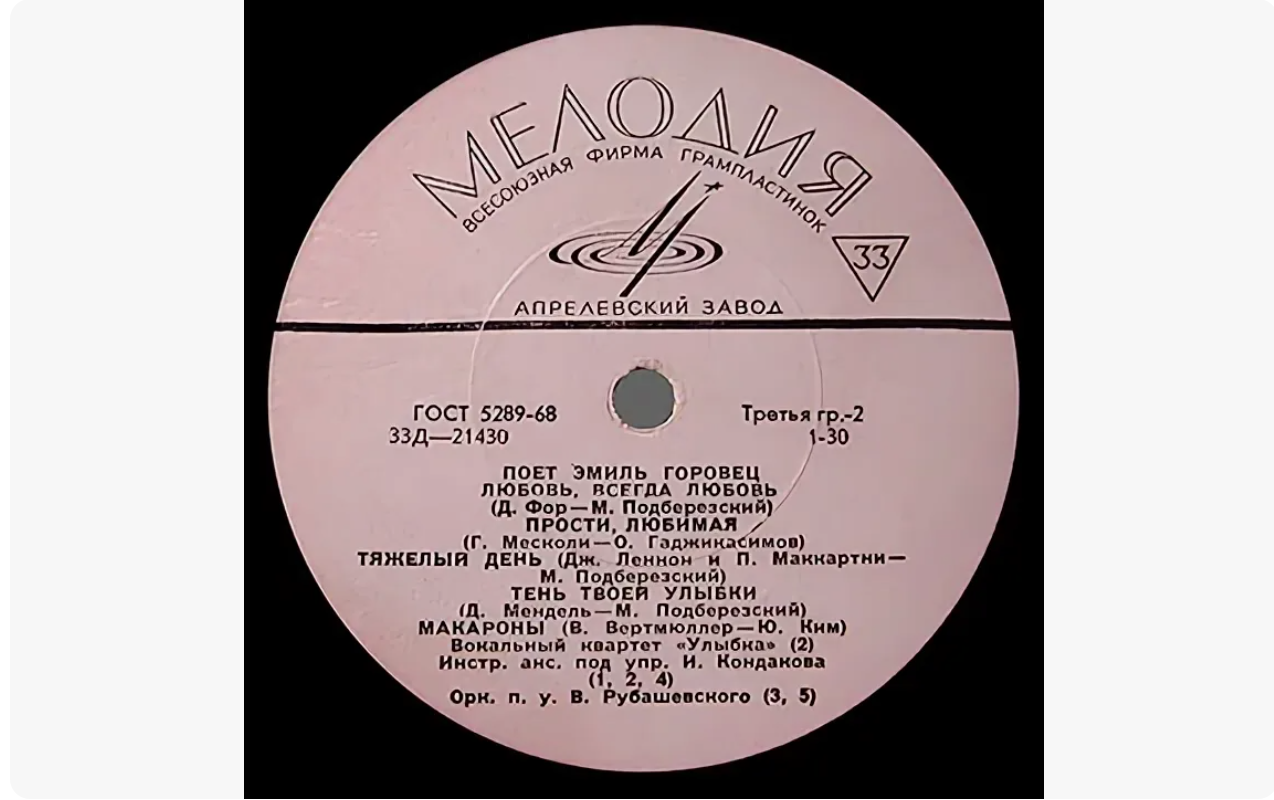 МЕЛОДИЯ
ВСЕСОЮЗНАЯ ФИРМА ГРАМПЛАСТИНОК
33
АПРЕЛЕВСКИЙ ЗАВОД
ГОСТ 5289-68
Третья гр.-2
33Д—21430
1-30
ПОЕТ ЭМИЛЬ ГОРОВЕЦ
ЛЮБОВЬ, ВСЕГДА ЛЮБОВЬ
(Д. Фор—М. Подберезский)
ПРОСТИ, ЛЮБИМАЯ
(Г. Месколи—О. Гаджикасимов)
ТЯЖЕЛЫЙ ДЕНЬ (Дж. Леннон и П. Маккартни—
М. Подберезский)
ТЕНЬ ТВОЕЙ УЛЫБКИ
(Д. Мендель—М. Подберезский)
МАКАРОНЫ (В. Вертмюллер—Ю. Ким)
Вокальный квартет «Улыбка» (2)
Инстр. анс. под упр. И. Кондакова
(1, 2, 4)
Орк. п. у. В. Рубашевского (3, 5)